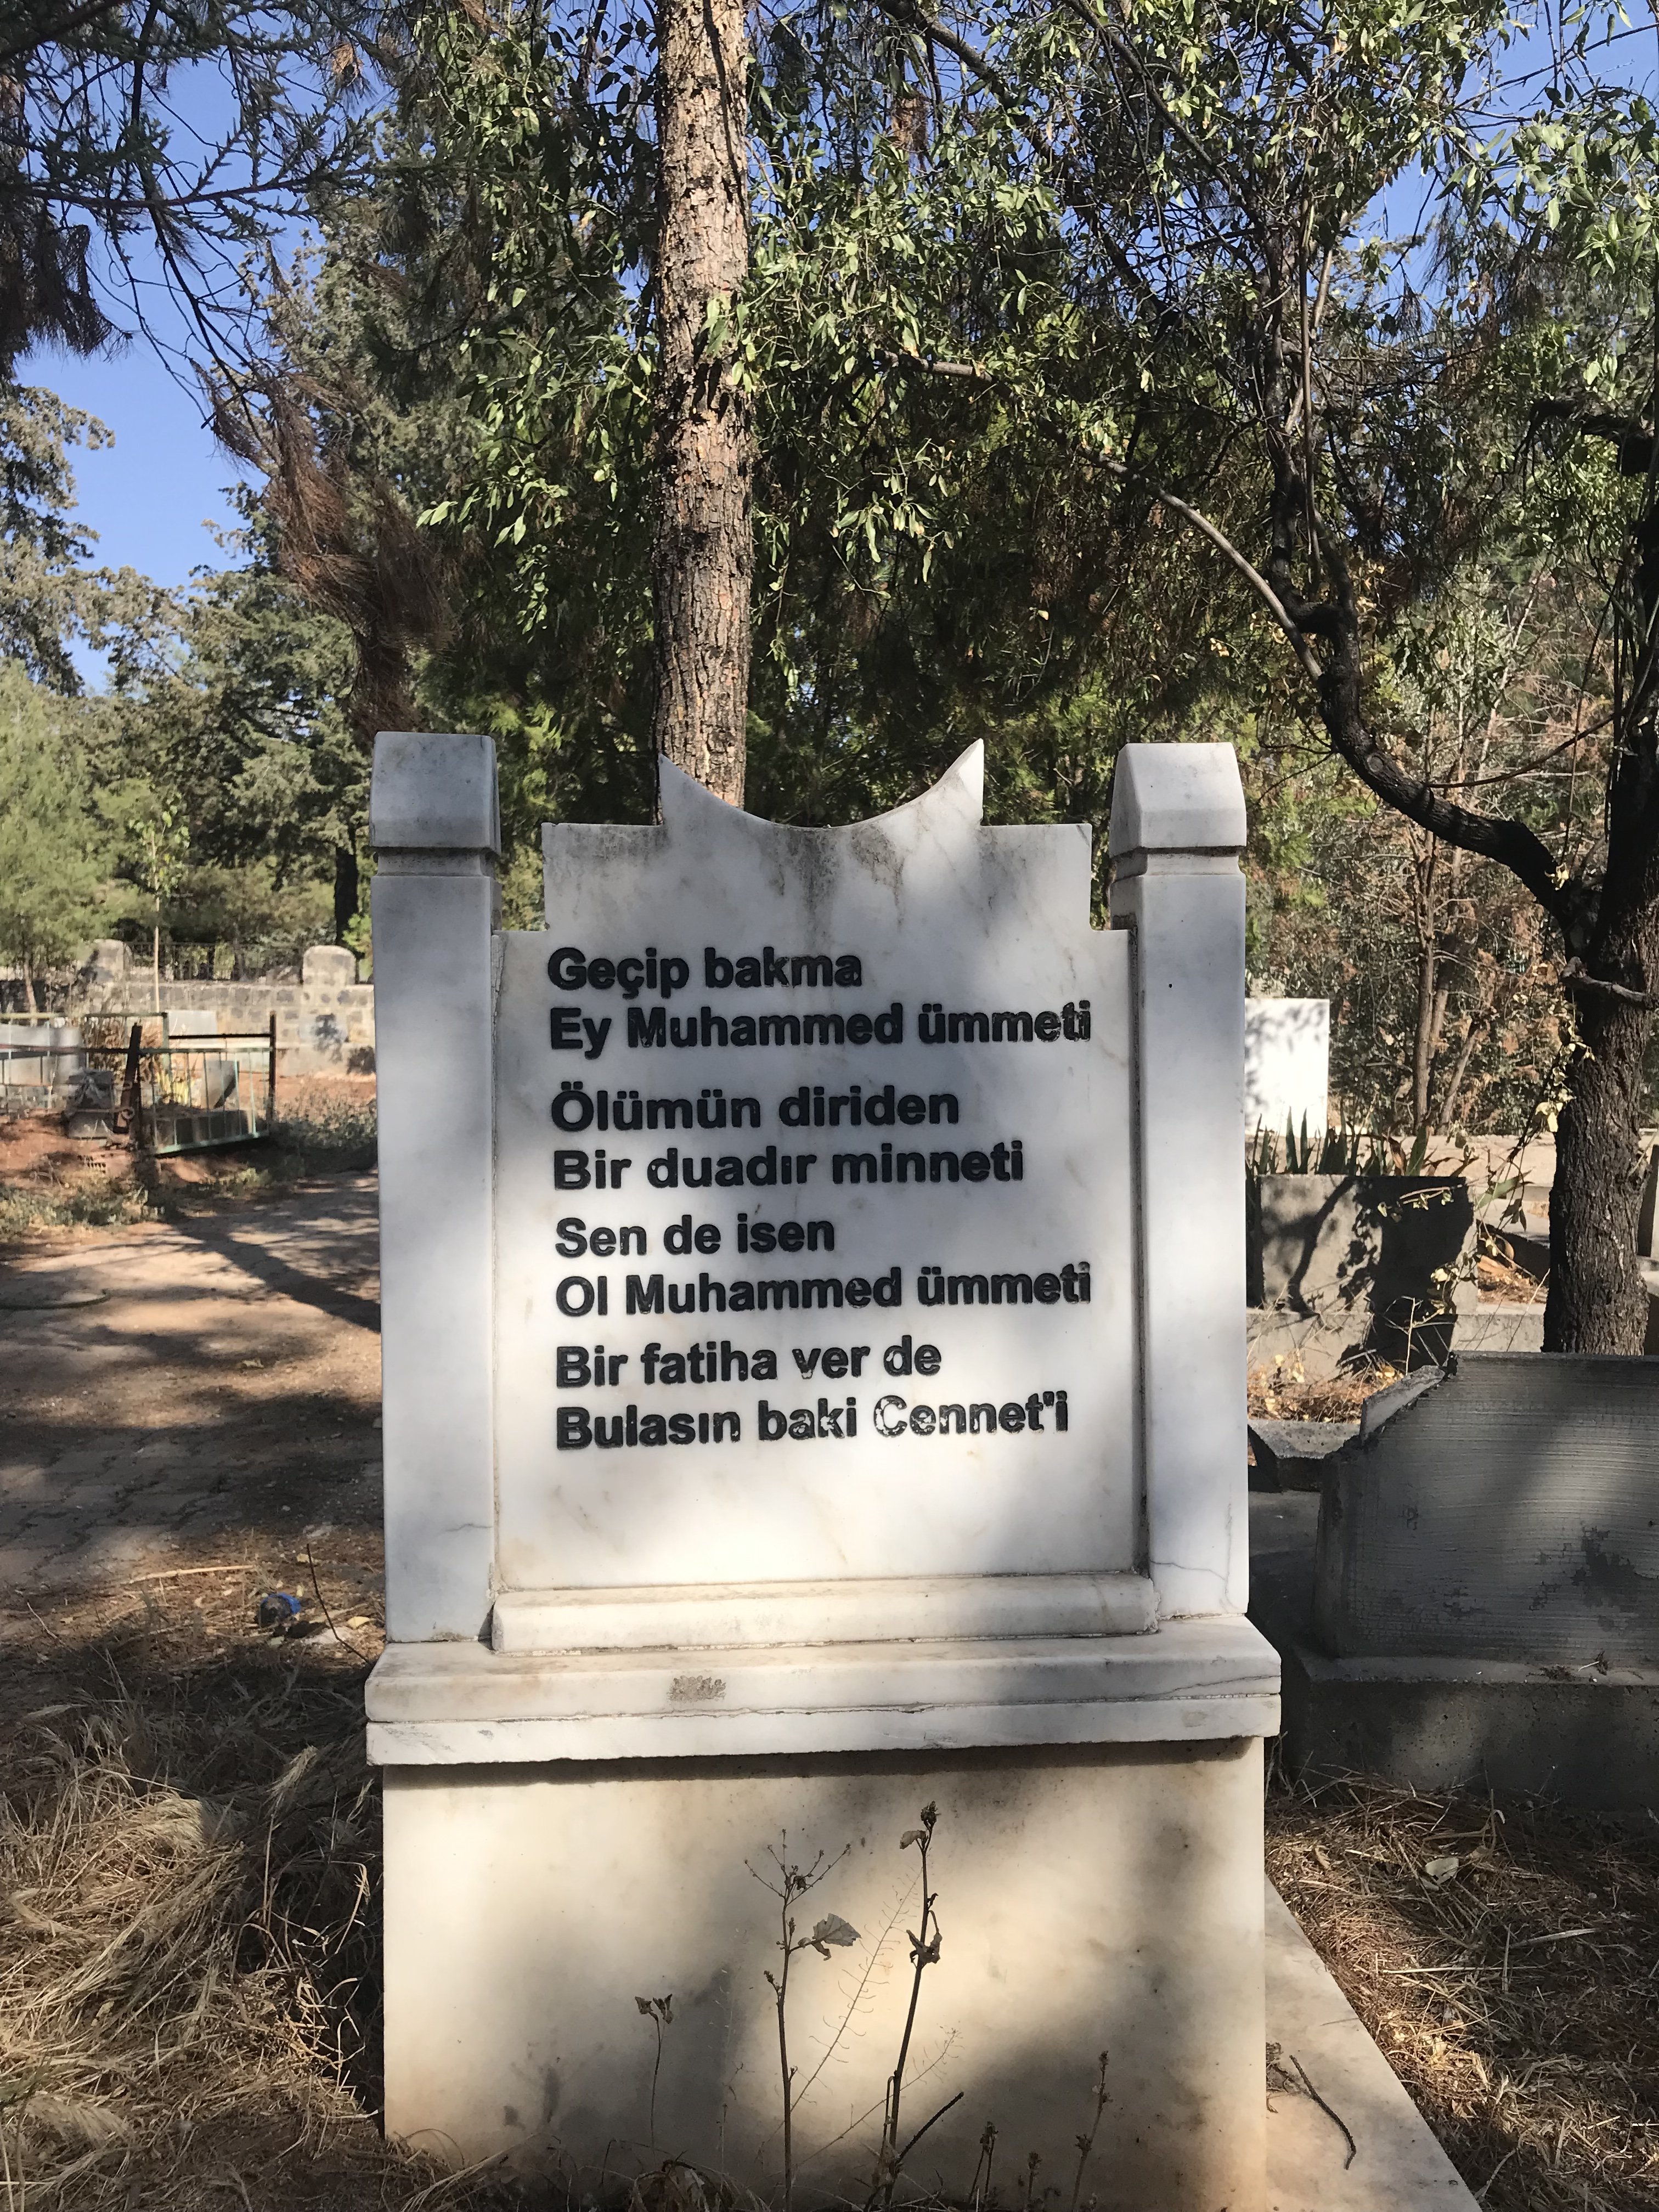 Geçip bakma
Ey Muhammed ümmeti
Ölümün diriden
Bir duadır minneti
Sen de isen
Ol Muhammed ümmeti
Bir fatiha ver de
Bulasın baki Cennet'i